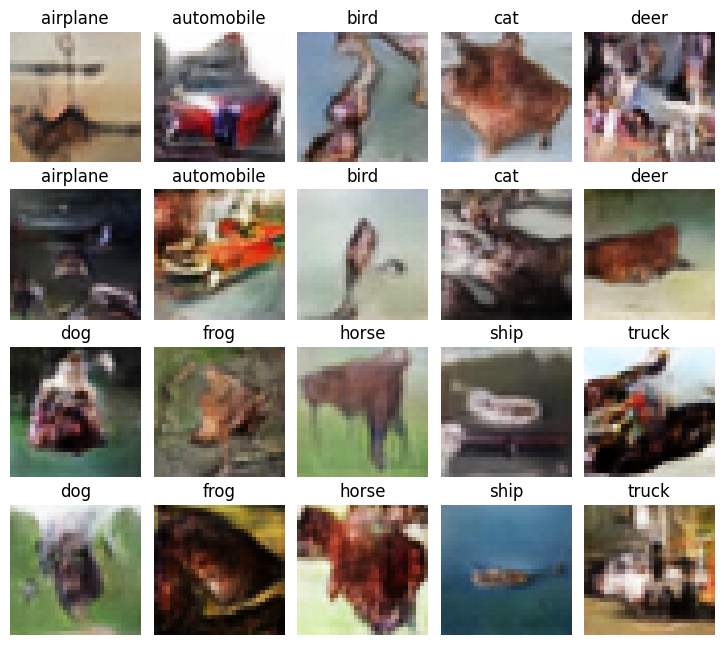 airplane automobile bird cat deer
airplane automobile bird cat deer
dog frog horse ship truck
dog frog horse ship truck